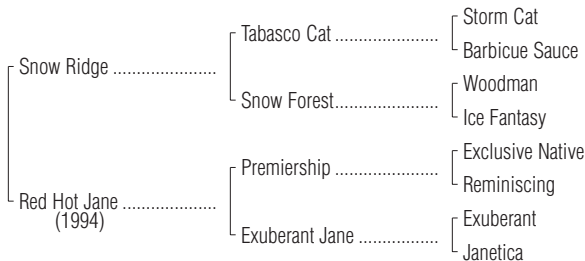 Storm Cat
Tabasco Cat ......................
Barbicue Sauce
Snow Ridge ......................
Woodman
Snow Forest......................
Ice Fantasy
Exclusive Native
Premiership ......................
Reminiscing
Red Hot Jane ....................
(1994)
Exuberant
Exuberant Jane .................
Janetica